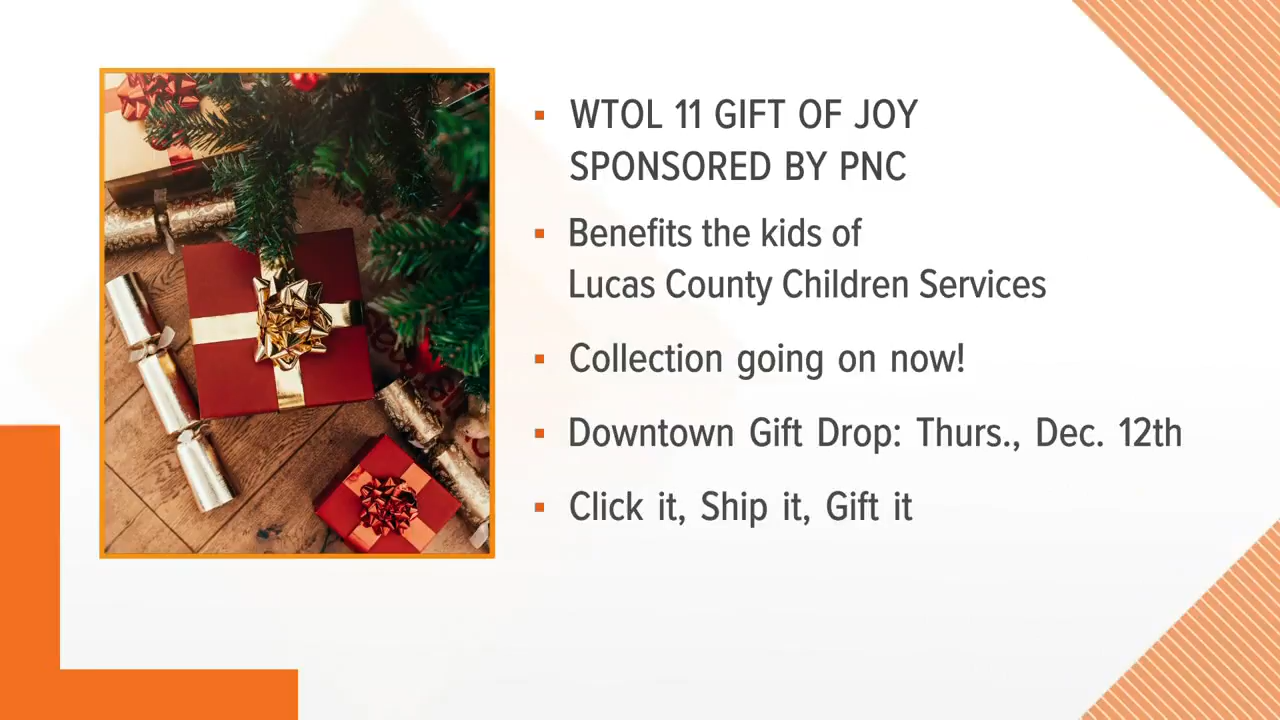 WTOL 11 GIFT OF JOY
SPONSORED BY PNC
Benefits the kids of
Lucas County Children Services
Collection going on now!
Downtown Gift Drop: Thurs., Dec. 12th
Click it, Ship it, Gift it